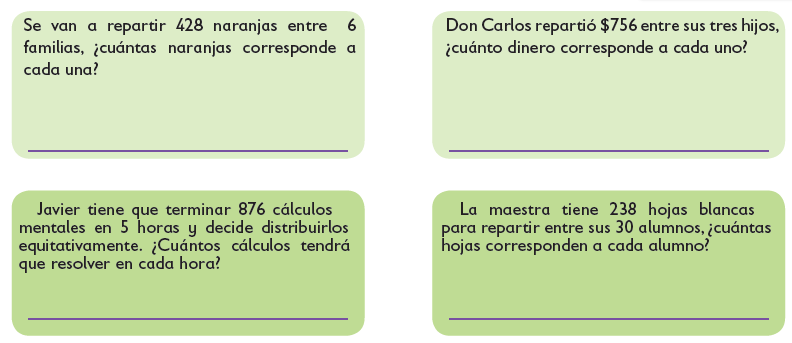 Se van a repartir 428 naranjas entre 6
familias, ¿cuántas naranjas corresponde a
cada una?
Don Carlos repartió $756 entre sus tres hijos,
¿cuánto dinero corresponde a cada uno?
Javier tiene que terminar 876 cálculos
mentales en 5 horas y decide distribuirlos
equitativamente. ¿Cuántos cálculos tendrá
que resolver en cada hora?
La maestra tiene 238 hojas blancas
para repartir entre sus 30 alumnos, ¿cuántas
hojas corresponden a cada alumno?